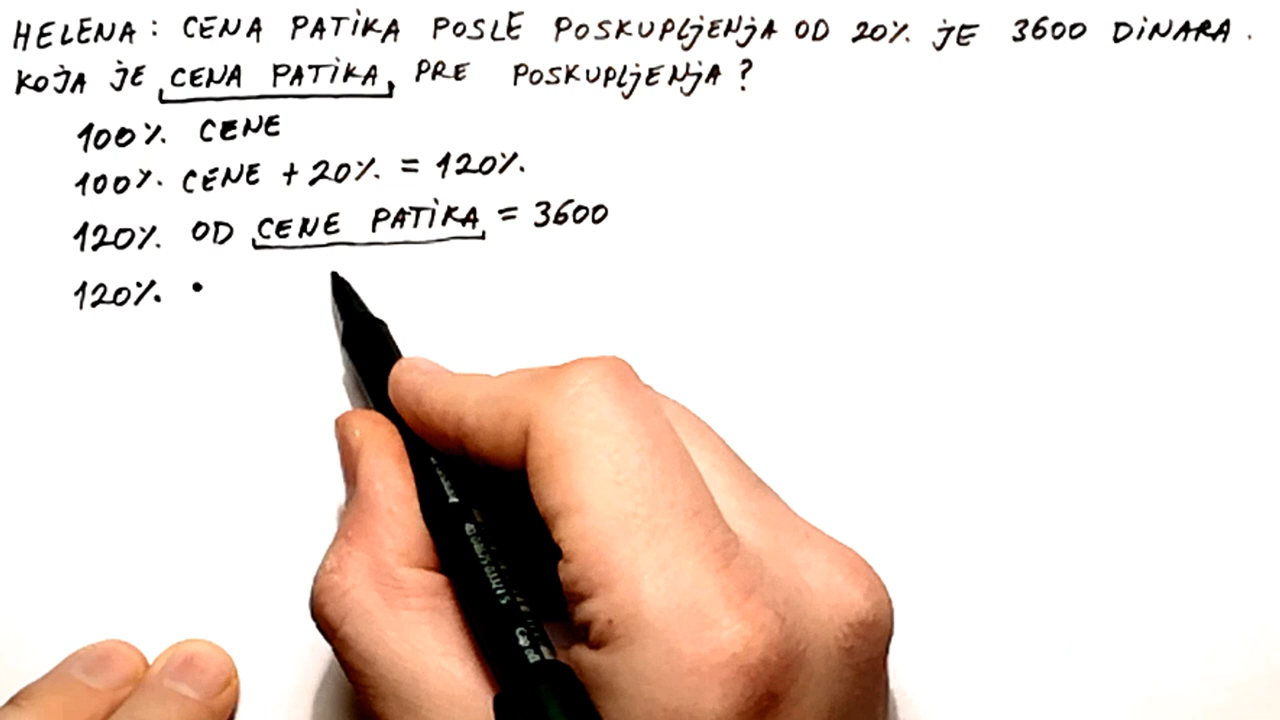 HELENA: CENA PATIKA POSLE POSKUPLjENjA OD 20% JE 3600 DINARA.
KOJA JE CENA PATIKA PRE POSKUPLjENjA?
100% CENE
100% CENE + 20% = 120%
120% OD CENE PATIKA = 3600
120% •